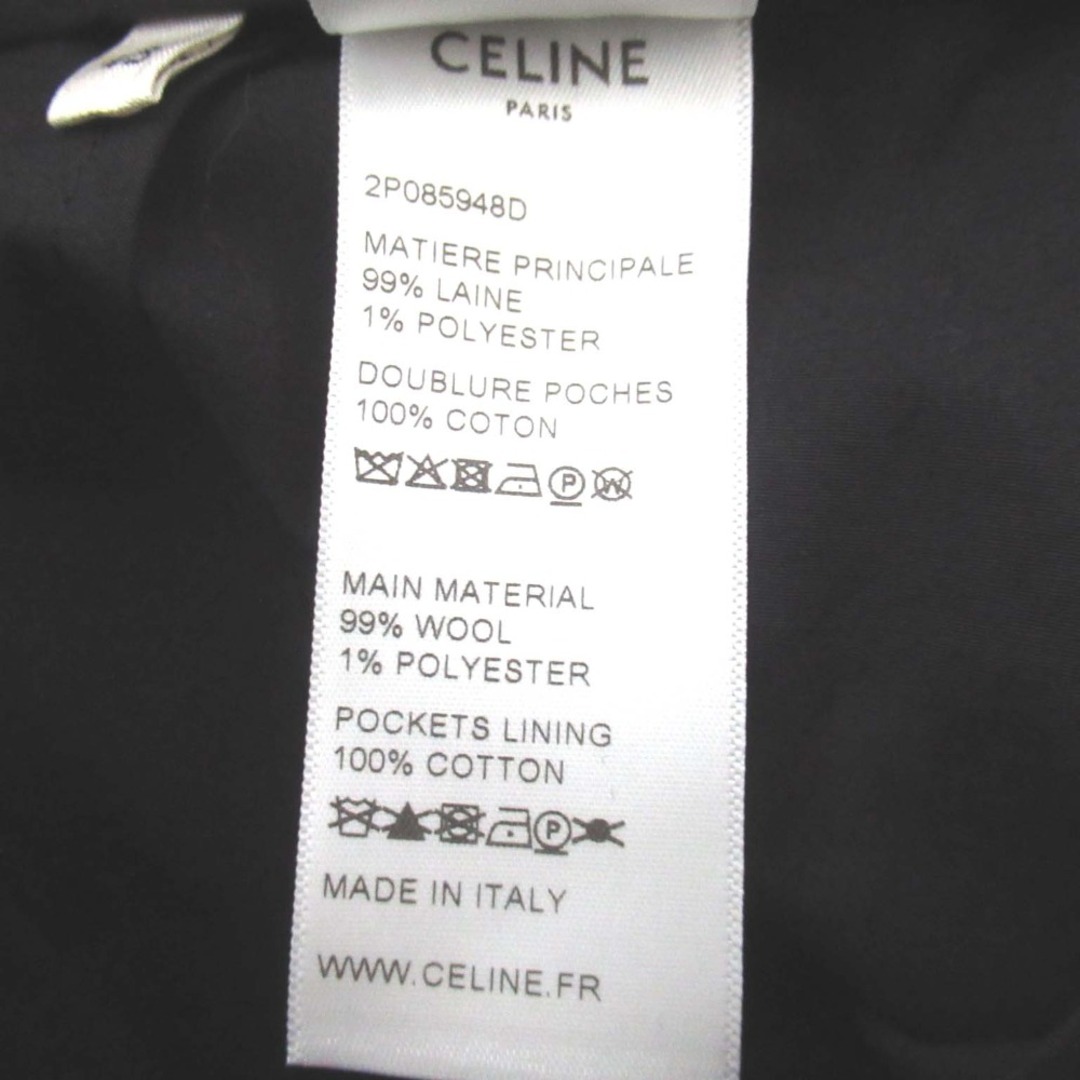 CELINE
PARIS
2P085948D
MATIERE PRINCIPALE
99% LAINE
1% POLYESTER
DOUBLURE POCHES
100% COTON
P W
MAIN MATERIAL
99% WOOL
1% POLYESTER
POCKETS LINING
100% COTTON
P
MADE IN ITALY
WWW.CELINE.FR